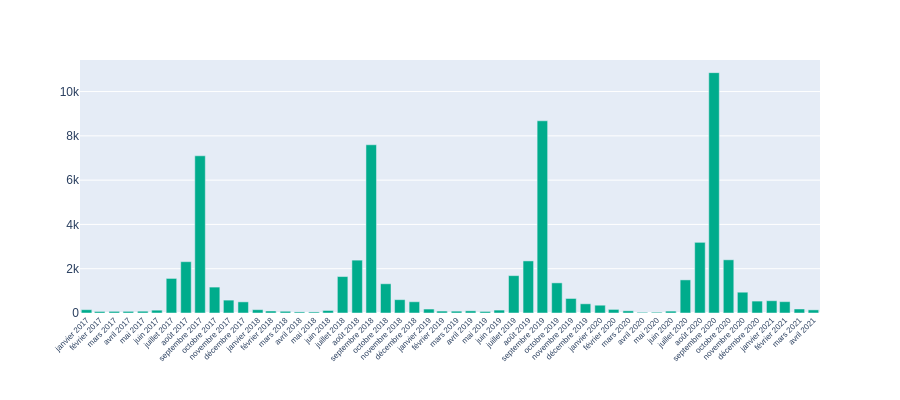 10k
8k
6k
4k
2k
0
janvier 2017
février 2017
mars 2017
avril 2017
mai 2017
juin 2017
juillet 2017
août 2017
septembre 2017
octobre 2017
novembre 2017
décembre 2017
janvier 2018
février 2018
mars 2018
avril 2018
mai 2018
juin 2018
juillet 2018
août 2018
septembre 2018
octobre 2018
novembre 2018
décembre 2018
janvier 2019
février 2019
mars 2019
avril 2019
mai 2019
juin 2019
juillet 2019
août 2019
septembre 2019
octobre 2019
novembre 2019
décembre 2019
janvier 2020
février 2020
mars 2020
avril 2020
mai 2020
juin 2020
juillet 2020
août 2020
septembre 2020
octobre 2020
novembre 2020
décembre 2020
janvier 2021
février 2021
mars 2021
avril 2021